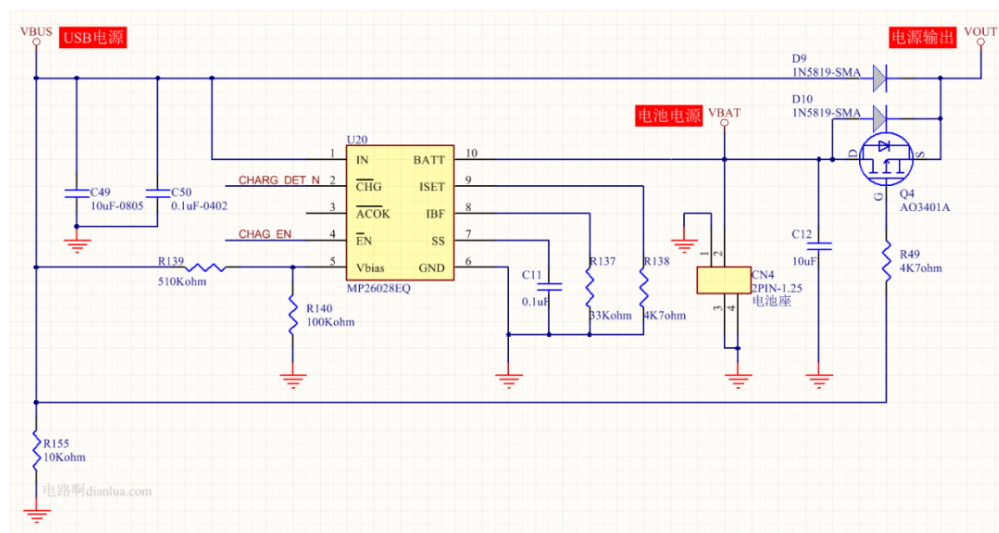 VBUS
USB电源
电源输出
VOUT
D9
1N5819-SMA
D10
1N5819-SMA
电池电源
VBAT
U20
1
IN
BATT
10
CHARG_DET_N
2
CHG
ISET
9
3
ACOK
IBF
8
CHAG_EN
4
EN
SS
7
5
Vbias
GND
6
MP26028EQ
C49
10uF-0805
C50
0.1uF-0402
R139
510Kohm
R140
100Kohm
C11
0.1uF
R137
33Kohm
R138
4K7ohm
1
2
CN4
2PIN-1.25
电池座
3
4
C12
10uF
D
S
G
Q4
AO3401A
R49
4K7ohm
R155
10Kohm
电路啊dianlua.com